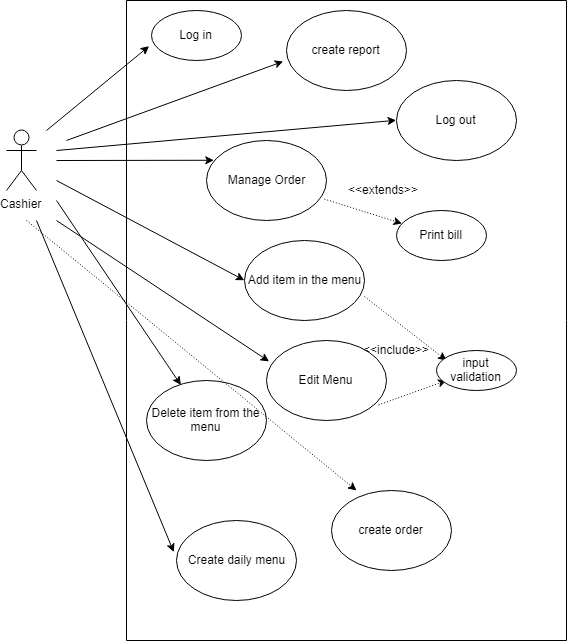 Log in
create report
Log out
Manage Order
<<extends>>
Cashier
Print bill
Add item in the menu
<<include>>
input
validation
Edit Menu
Delete item from the
menu
create order
Create daily menu